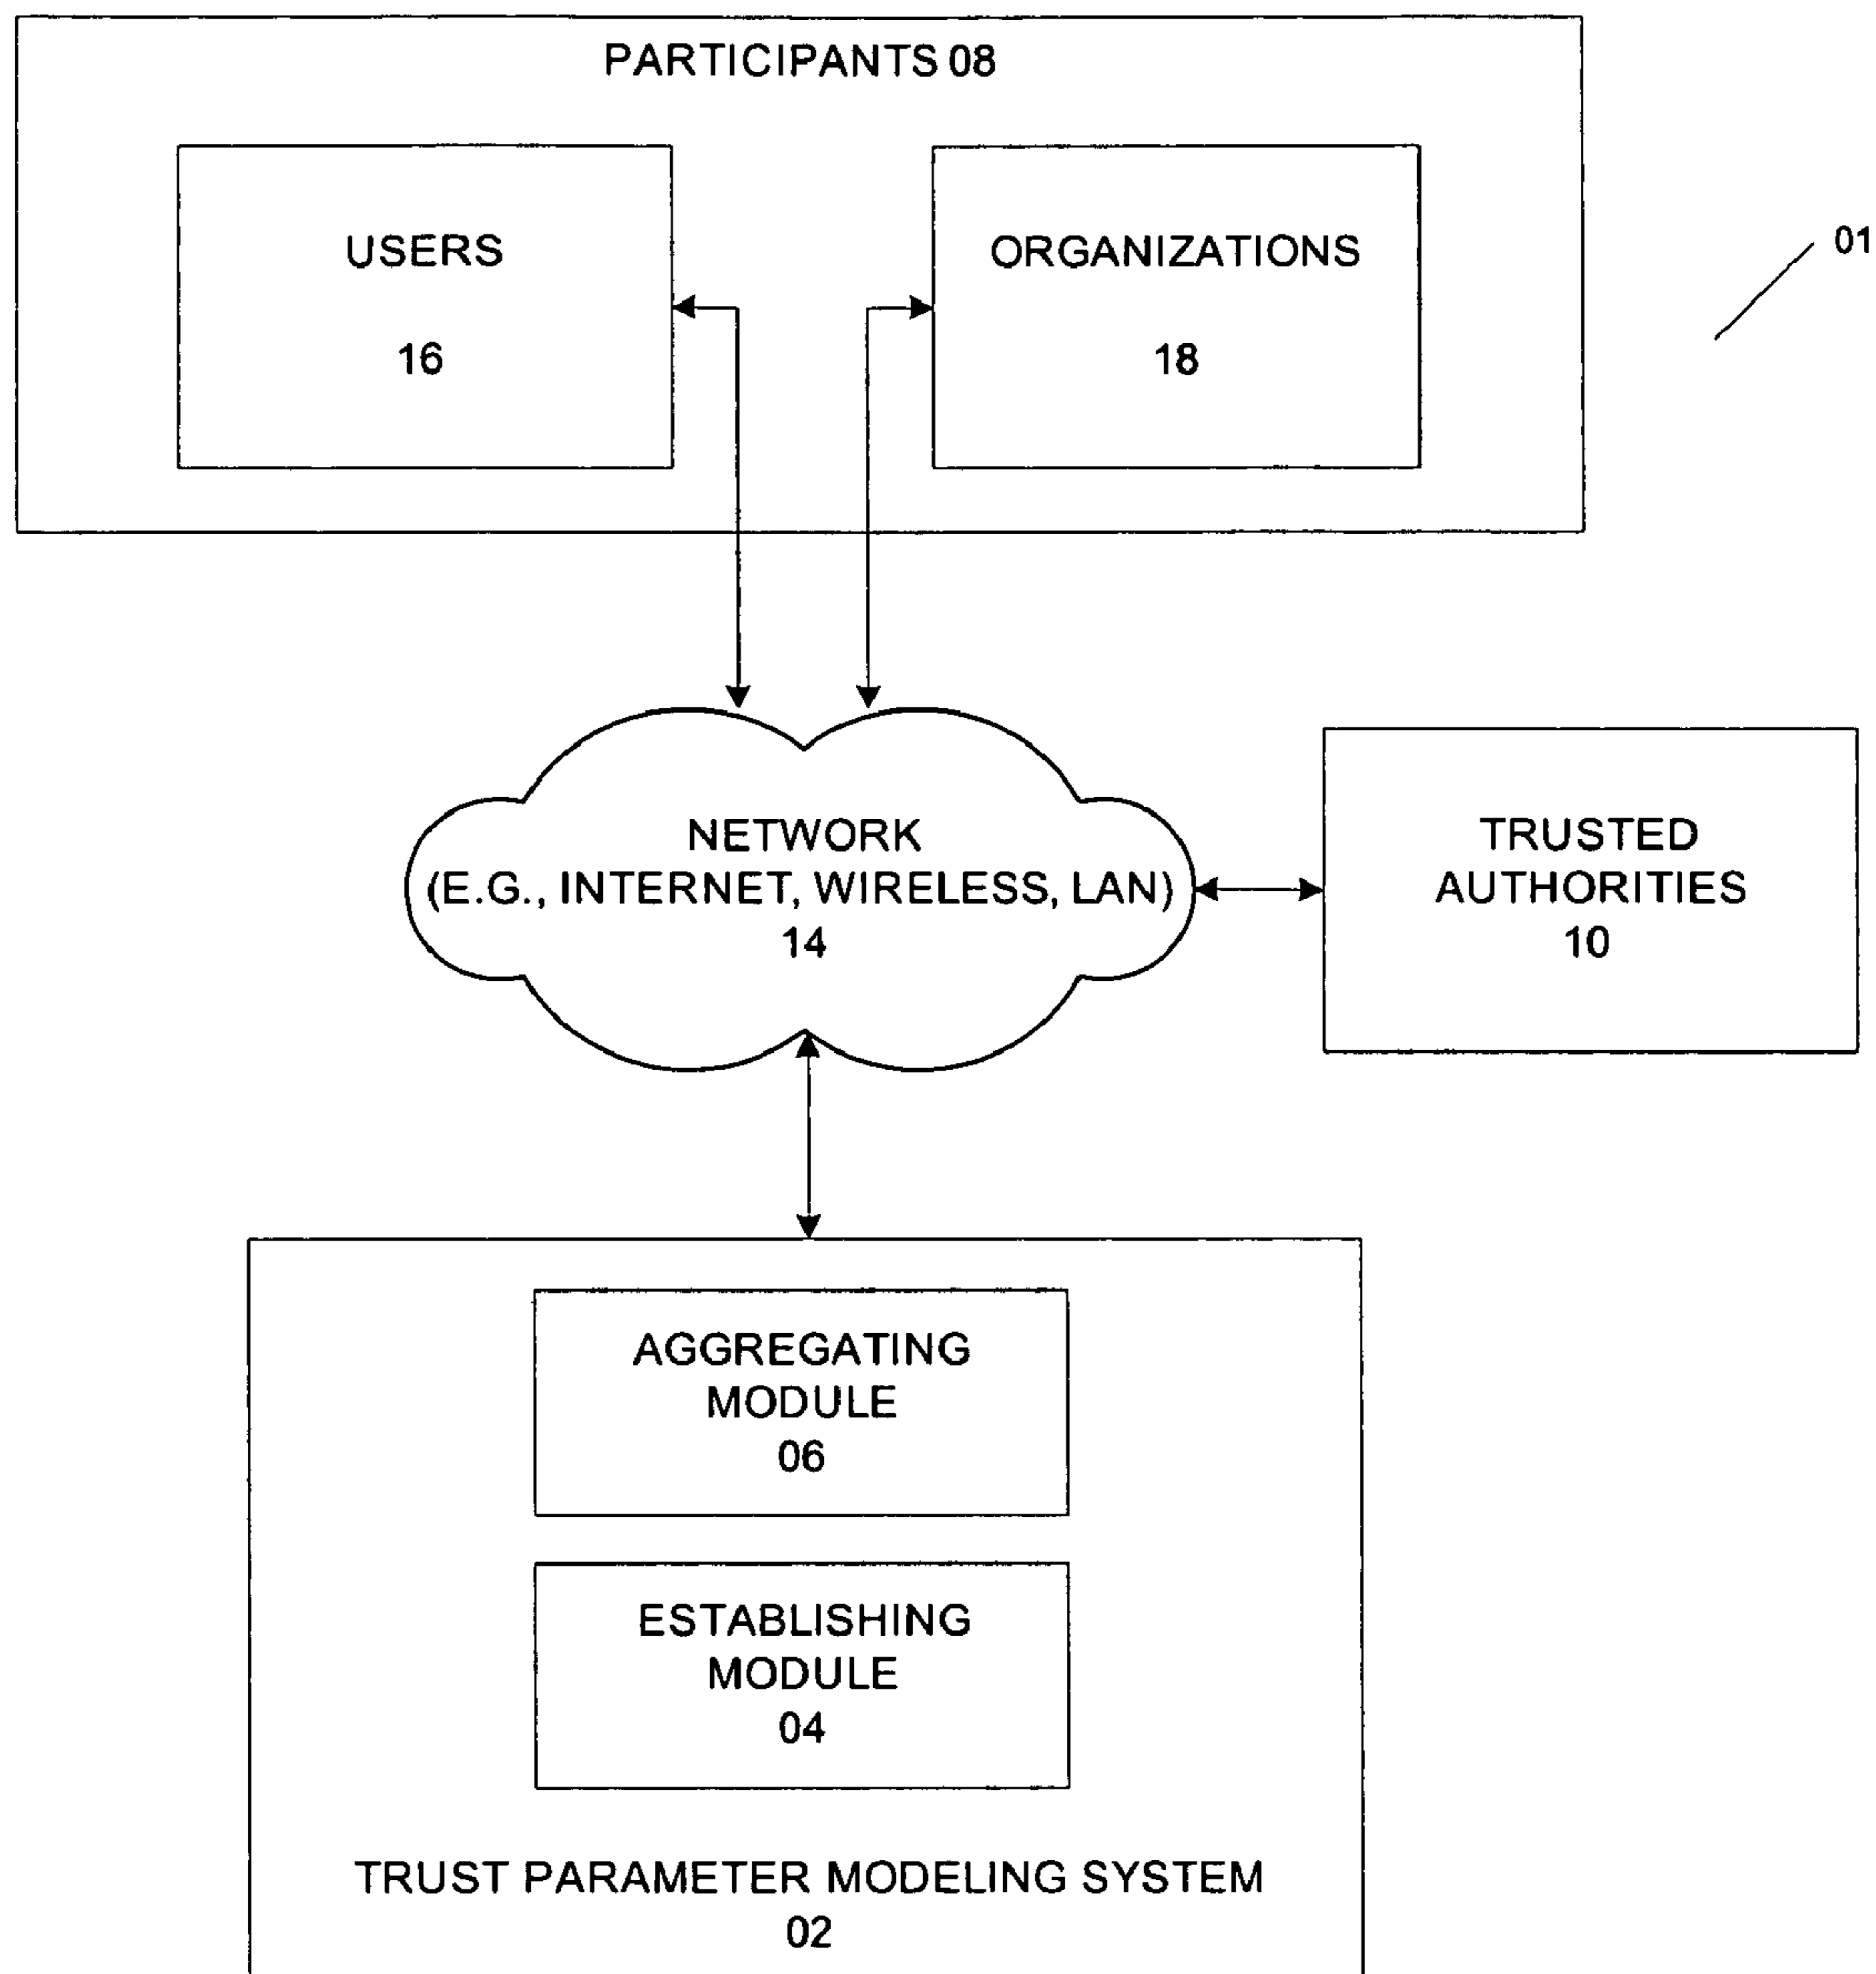 PARTICIPANTS 08
USERS
16
ORGANIZATIONS
18
01
NETWORK
(E.G., INTERNET, WIRELESS, LAN)
14
TRUSTED
AUTHORITIES
10
AGGREGATING
MODULE
06
ESTABLISHING
MODULE
04
TRUST PARAMETER MODELING SYSTEM
02